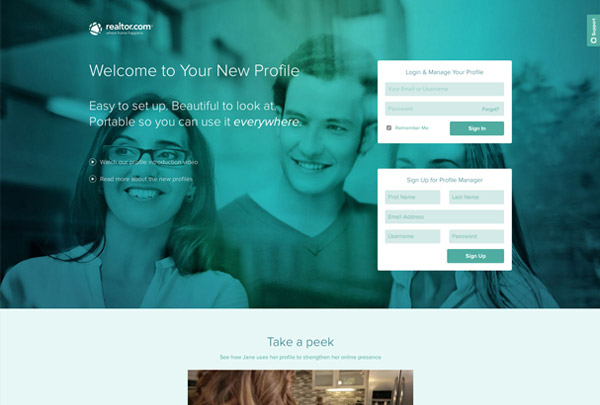 realtor.com
where home happens
Support
Welcome to Your New Profile
Easy to set up. Beautiful to look at.
Portable so you can use it everywhere.
Watch our profile introduction video
Read more about the new profiles
Login & Manage Your Profile
Your Email or Username
Password
Forgot?
Remember Me
Sign In
Sign Up for Profile Manager
First Name
Last Name
Email Address
Username
Password
Sign Up
Take a peek
See how Jane uses her profile to strengthen her online presence